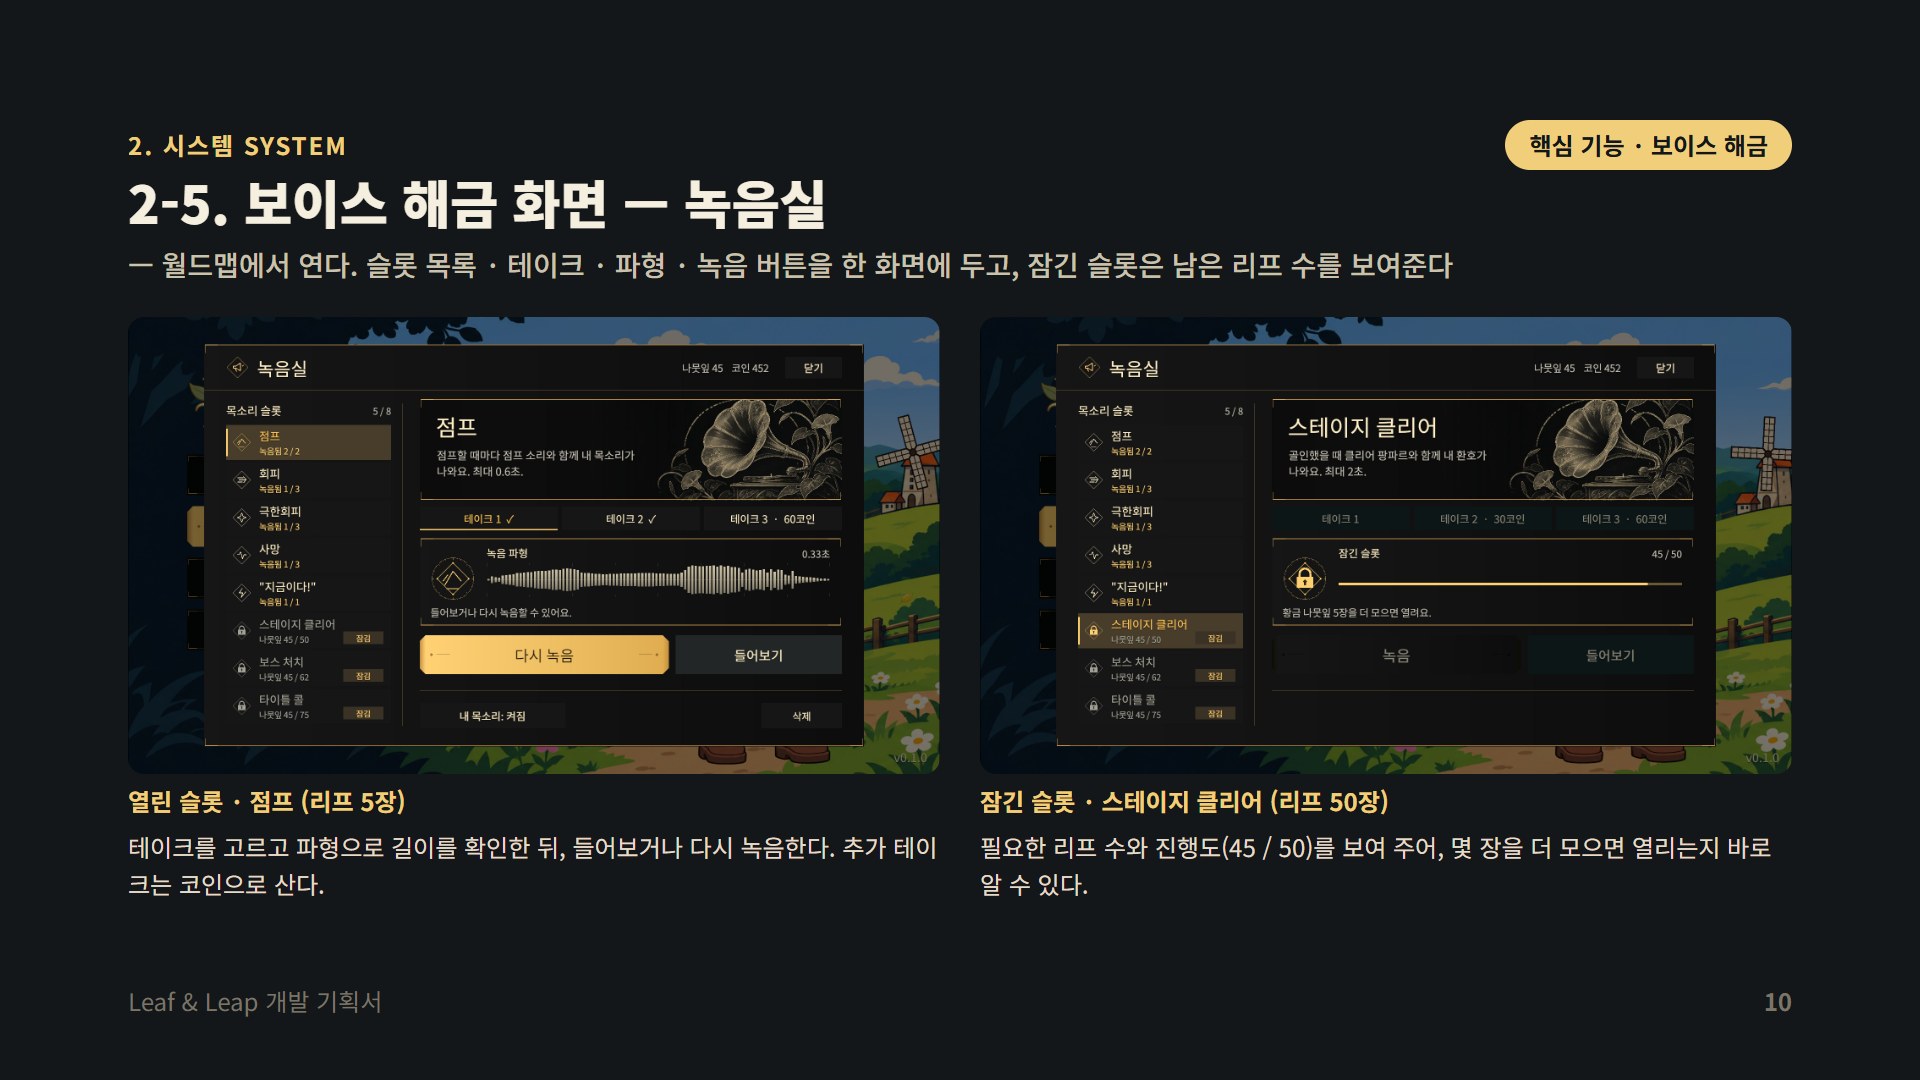 2. 시스템 SYSTEM
핵심 기능 · 보이스 해금
2-5. 보이스 해금 화면 — 녹음실
— 월드맵에서 연다. 슬롯 목록 · 테이크 · 파형 · 녹음 버튼을 한 화면에 두고, 잠긴 슬롯은 남은 리프 수를 보여준다
녹음실
나뭇잎 45 코인 452
닫기
목소리 슬롯
5 / 8
점프
녹음됨 2 / 2
회피
녹음됨 1 / 3
극한회피
녹음됨 1 / 3
사망
녹음됨 1 / 3
"지금이다!"
녹음됨 1 / 1
스테이지 클리어
나뭇잎 45 / 50
잠김
보스 처치
나뭇잎 45 / 62
잠김
타이틀 콜
나뭇잎 45 / 75
잠김
점프
점프할 때마다 점프 소리와 함께 내 목소리가
나와요. 최대 0.6초.
테이크 1 ✓
테이크 2 ✓
테이크 3 · 60코인
녹음 파형
0.33초
들어보거나 다시 녹음할 수 있어요.
다시 녹음
들어보기
내 목소리: 켜짐
삭제
v0.1.0
녹음실
나뭇잎 45 코인 452
닫기
목소리 슬롯
5 / 8
점프
녹음됨 2 / 2
회피
녹음됨 1 / 3
극한회피
녹음됨 1 / 3
사망
녹음됨 1 / 3
"지금이다!"
녹음됨 1 / 1
스테이지 클리어
나뭇잎 45 / 50
잠김
보스 처치
나뭇잎 45 / 62
잠김
타이틀 콜
나뭇잎 45 / 75
잠김
스테이지 클리어
골인했을 때 클리어 팡파르와 함께 내 환호가
나와요. 최대 2초.
테이크 1
테이크 2 · 30코인
테이크 3 · 60코인
잠긴 슬롯
45 / 50
황금 나뭇잎 5장을 더 모으면 열려요.
녹음
들어보기
v0.1.0
열린 슬롯 · 점프 (리프 5장)
테이크를 고르고 파형으로 길이를 확인한 뒤, 들어보거나 다시 녹음한다. 추가 테이
크는 코인으로 산다.
잠긴 슬롯 · 스테이지 클리어 (리프 50장)
필요한 리프 수와 진행도(45 / 50)를 보여 주어, 몇 장을 더 모으면 열리는지 바로
알 수 있다.
Leaf & Leap 개발 기획서
10